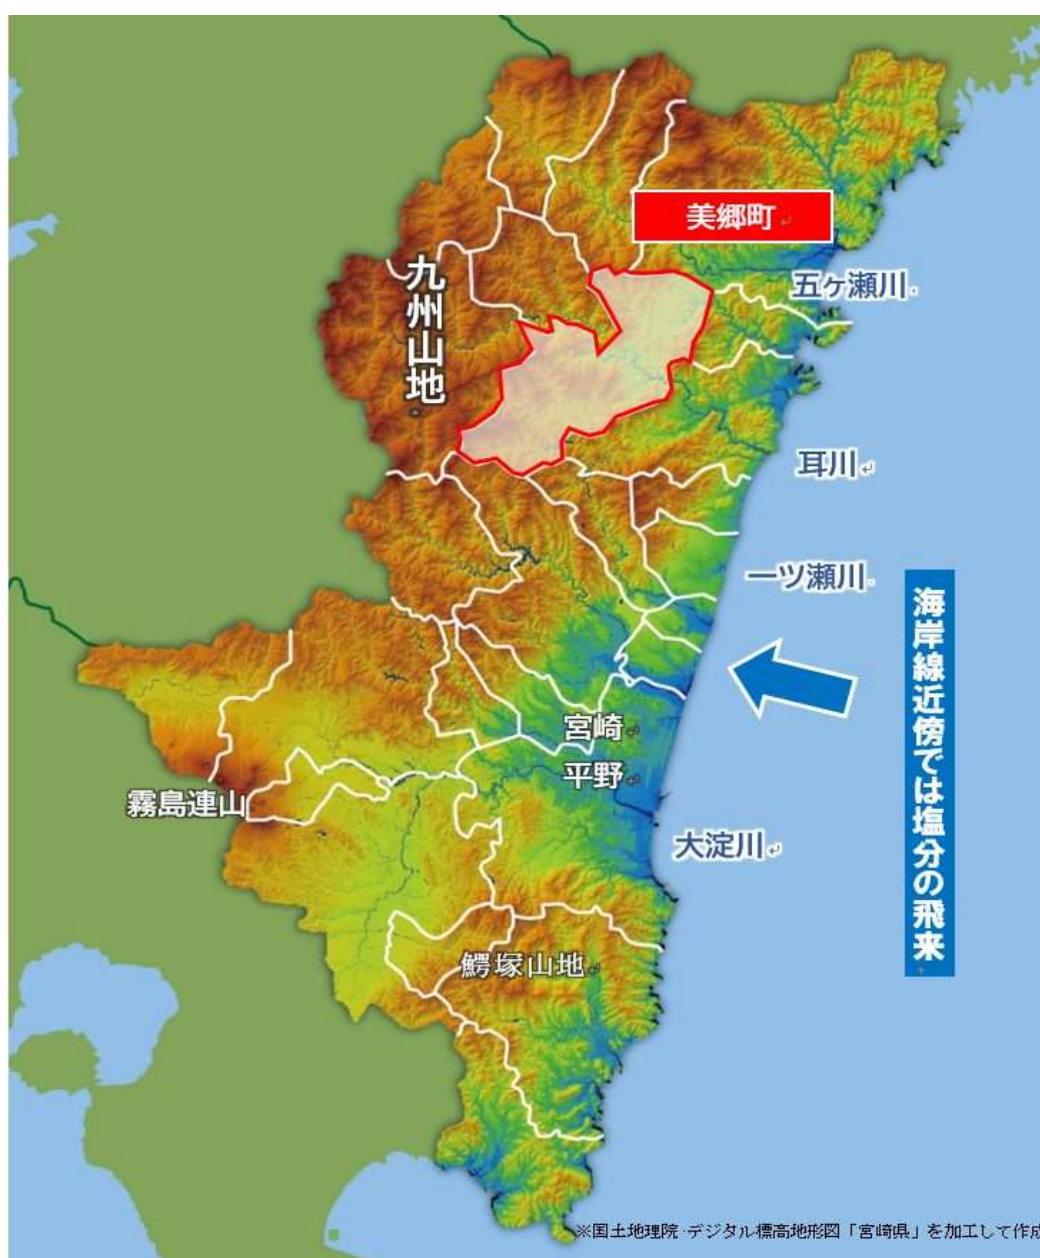 美郷町
五ヶ瀬川
九州山地
耳川
一ツ瀬川
海岸線近傍では塩分の飛来
宮崎
平野
霧島連山
大淀川
鰐塚山地
※国土地理院・デジタル標高地形図「宮崎県」を加工して作成